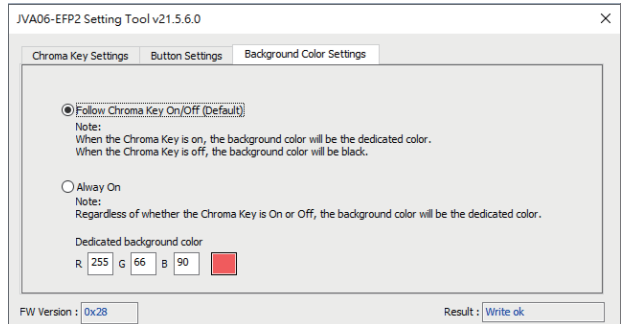 JVA06-EFP2 Setting Tool v21.5.6.0
Chroma Key Settings Button Settings Background Color Settings
Follow Chroma Key On/Off (Default)
Note:
When the Chroma Key is on, the background color will be the dedicated color.
When the Chroma Key is off, the background color will be black.
Alway On
Note:
Regardless of whether the Chroma Key is On or Off, the background color will be the dedicated color.
Dedicated background color
R 255 G 66 B 90
FW Version : 0x28 Result : Write ok